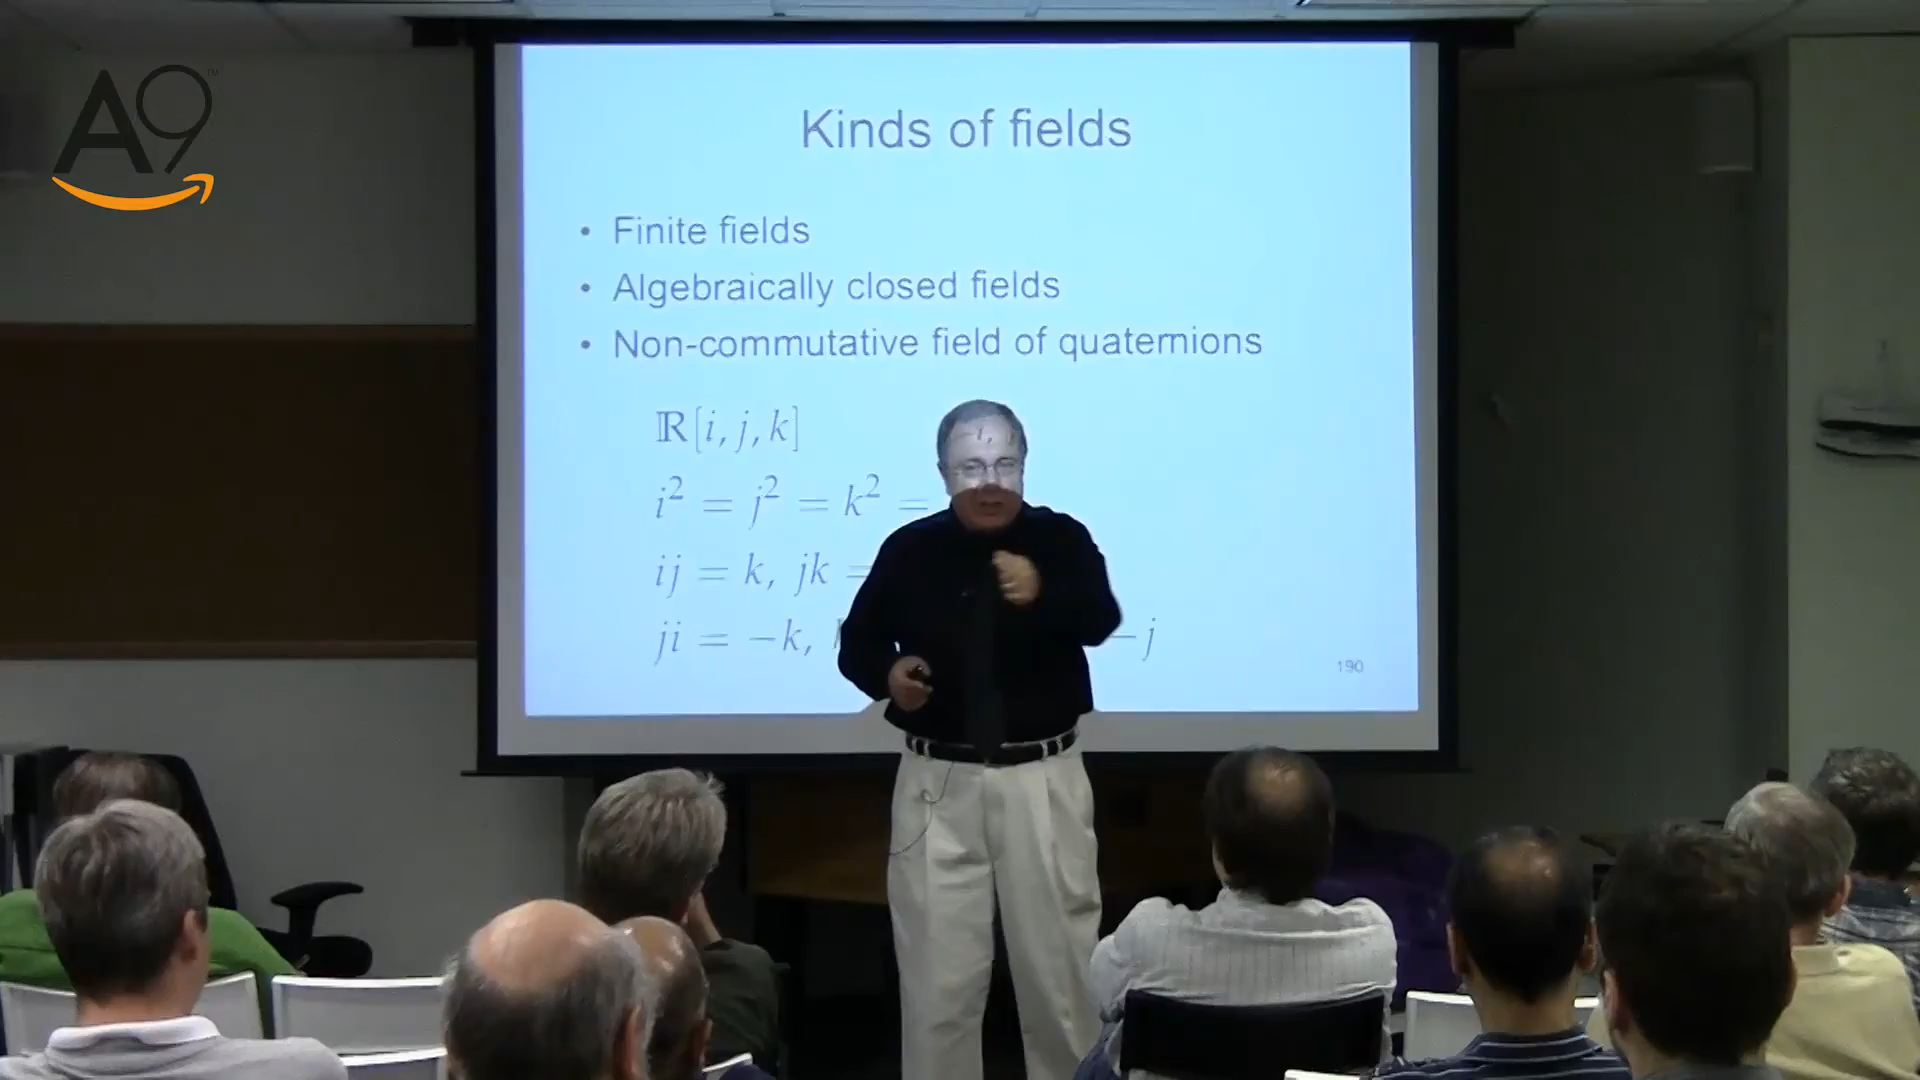 A9™
Kinds of fields
• Finite fields
• Algebraically closed fields
• Non-commutative field of quaternions
ℝ[i, j, k]
i² = j² = k² =
ij = k, jk =
ji = −k, −j
190